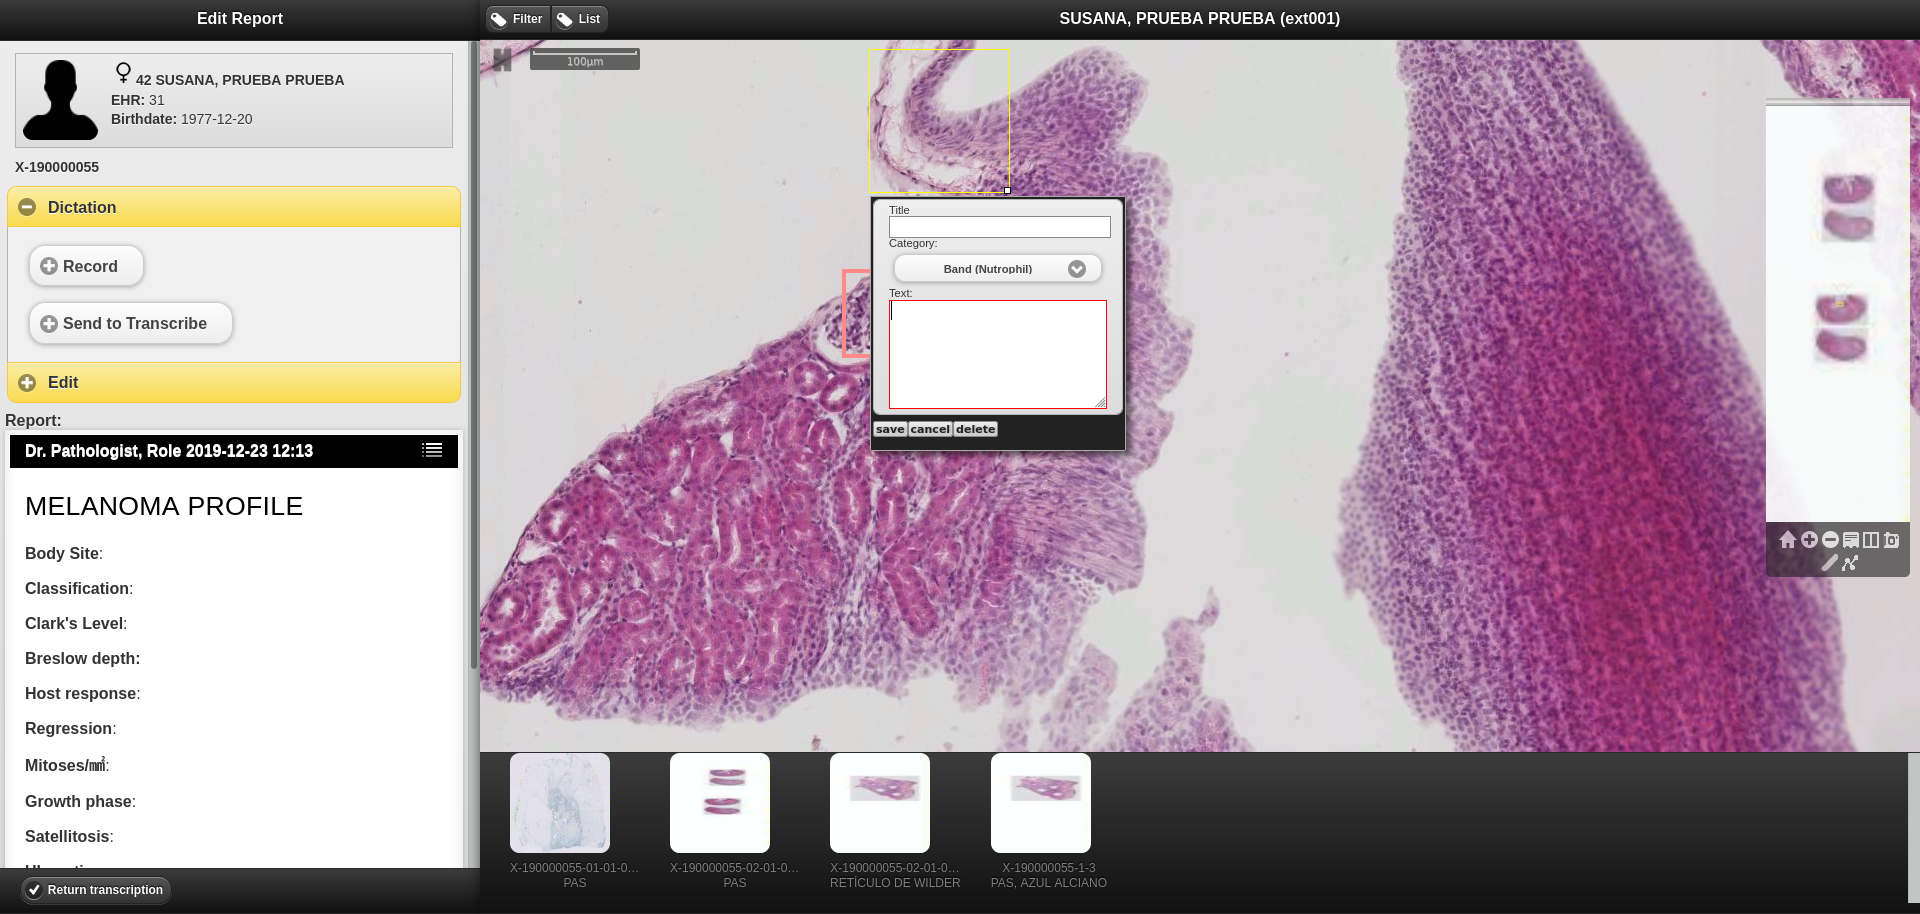 Edit Report
Filter
List
SUSANA, PRUEBA PRUEBA (ext001)
42 SUSANA, PRUEBA PRUEBA
EHR: 31
Birthdate: 1977-12-20
X-190000055
Dictation
Record
Send to Transcribe
Edit
Report:
Dr. Pathologist, Role 2019-12-23 12:13
MELANOMA PROFILE
Body Site:
Classification:
Clark's Level:
Breslow depth:
Host response:
Regression:
Mitoses/㎟:
Growth phase:
Satellitosis:
Return transcription
H
100μm
Title
Category:
Band (Nutrophil)
Text:
save cancel delete
X-190000055-01-01-0...
PAS
X-190000055-02-01-0...
PAS
X-190000055-02-01-0...
RETÍCULO DE WILDER
X-190000055-1-3
PAS, AZUL ALCIANO